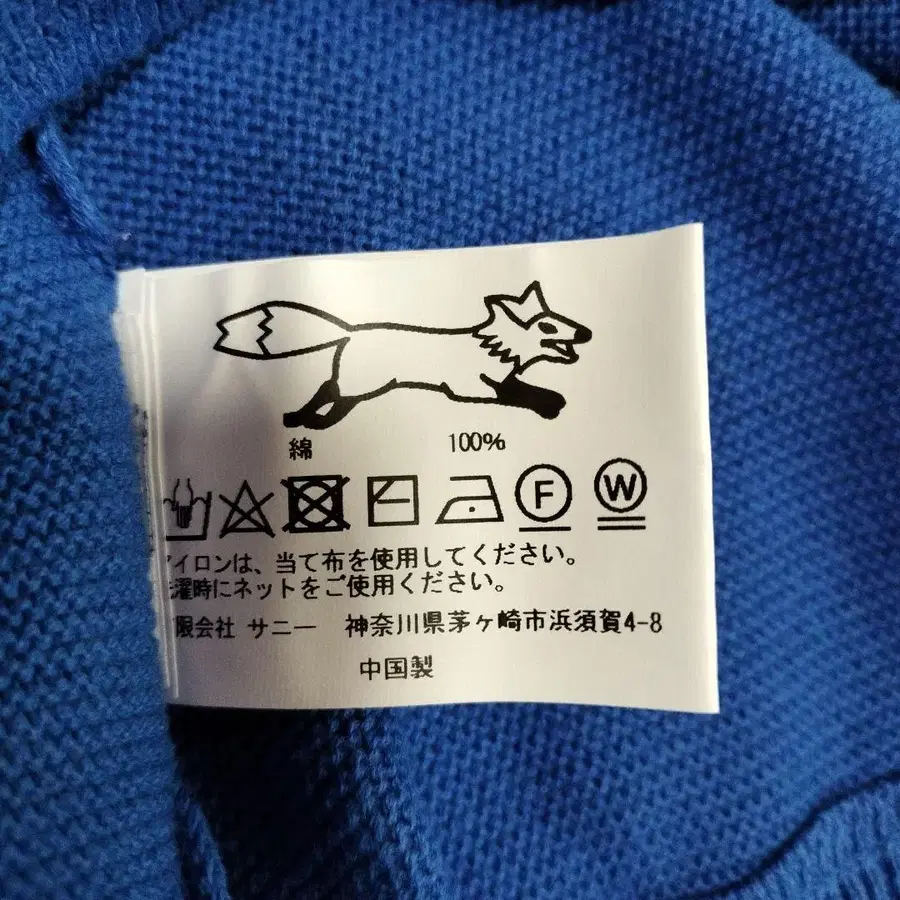 綿 100%
F W
アイロンは、当て布を使用してください。
洗濯時にネットをご使用ください。
限会社 サニー 神奈川県茅ヶ崎市浜須賀4-8
中国製